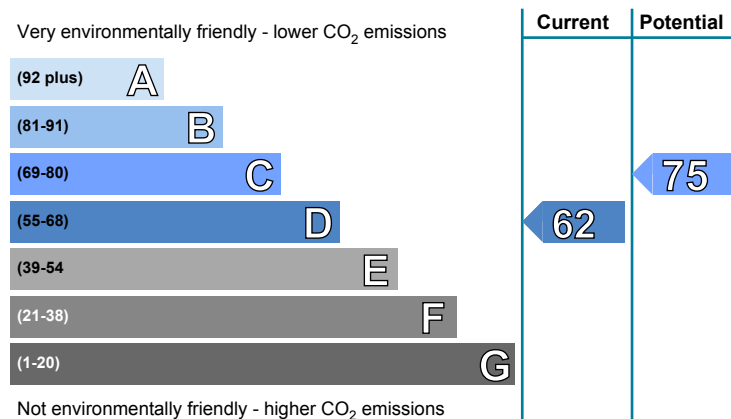 Current Potential
Very environmentally friendly - lower CO₂ emissions
(92 plus) A
(81-91) B
(69-80) C
75
(55-68) D
62
(39-54 E
(21-38) F
(1-20) G
Not environmentally friendly - higher CO₂ emissions